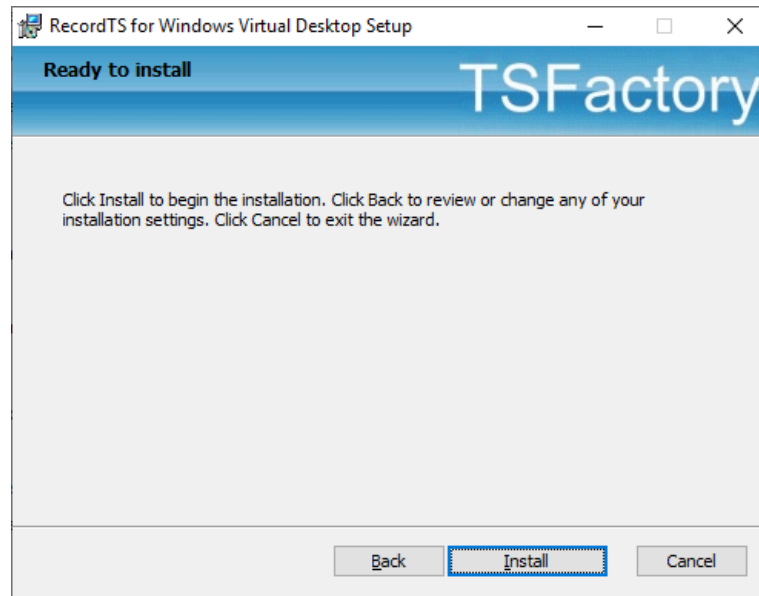 RecordTS for Windows Virtual Desktop Setup
Ready to install
TSFactory
Click Install to begin the installation. Click Back to review or change any of your
installation settings. Click Cancel to exit the wizard.
Back
Install
Cancel